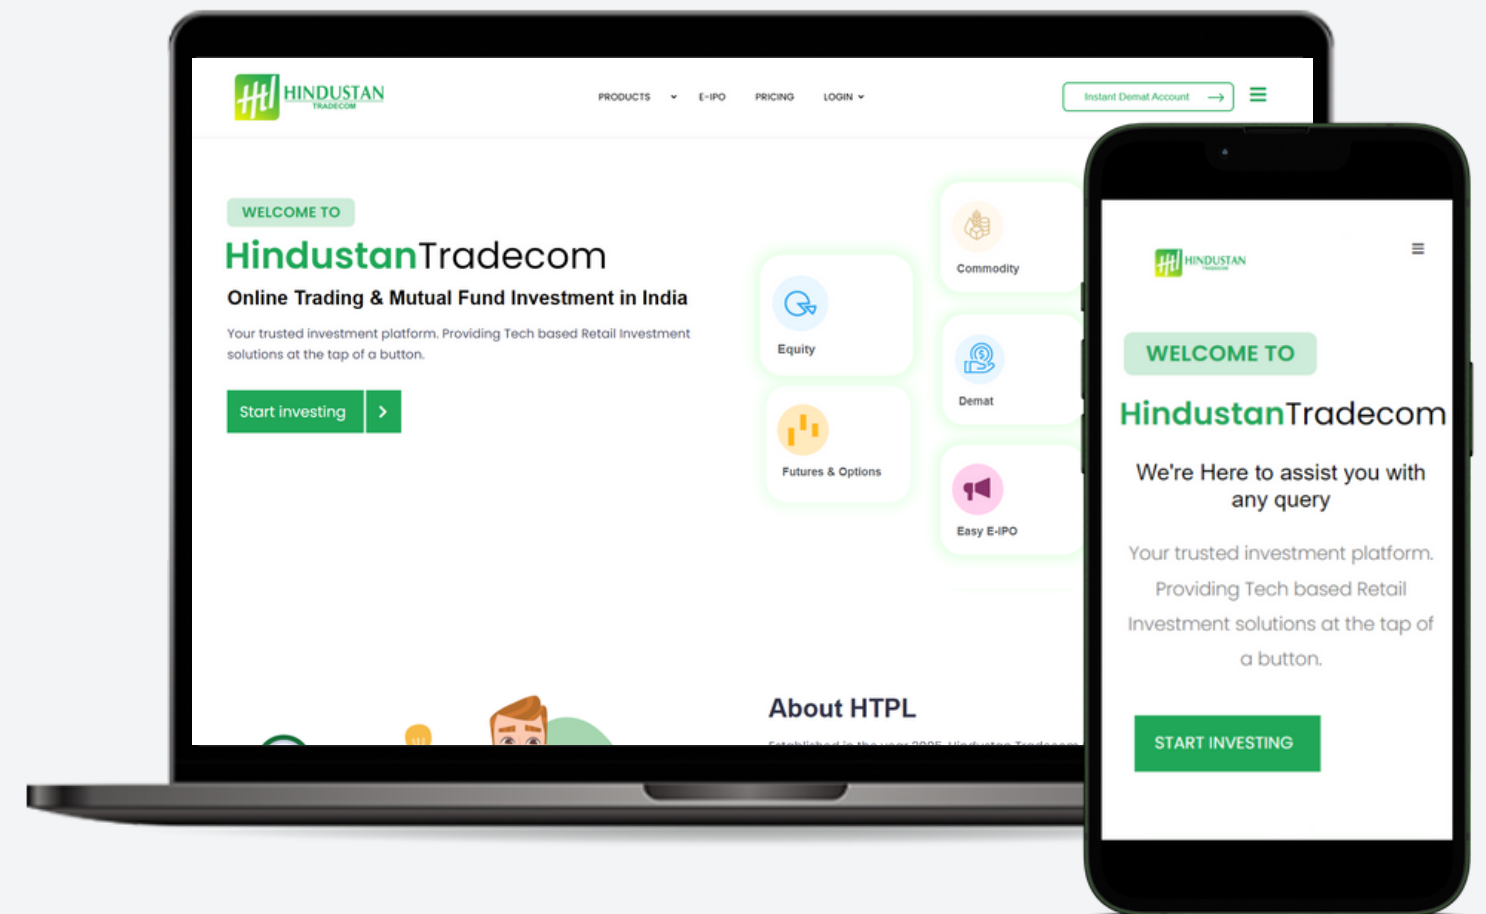 HINDUSTAN
TRADECOM
PRODUCTS
E-IPO
PRICING
LOGIN
Instant Demat Account
WELCOME TO
HindustanTradecom
Online Trading & Mutual Fund Investment in India
Your trusted investment platform. Providing Tech based Retail Investment
solutions at the tap of a button.
Start investing
Equity
Futures & Options
Commodity
Demat
Easy E-IPO
About HTPL
HINDUSTAN
TRADECOM
WELCOME TO
HindustanTradecom
We're Here to assist you with
any query
Your trusted investment platform.
Providing Tech based Retail
Investment solutions at the tap of
a button.
START INVESTING